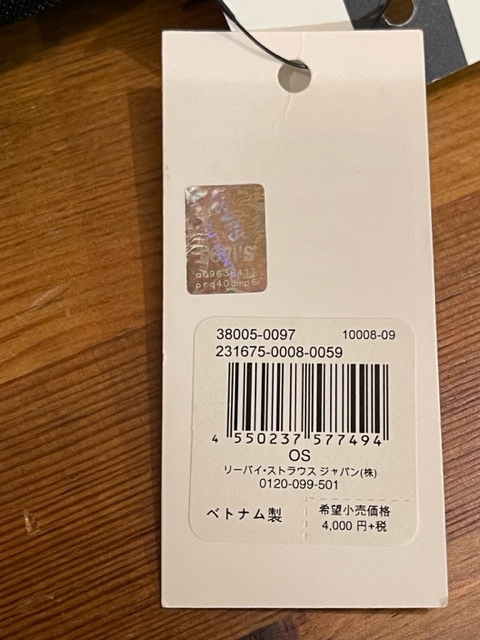 38005-0097 10008-09
231675-0008-0059
4 550237 577494
OS
リーバイ・ストラウス ジャパン(株)
0120-099-501
ベトナム製
希望小売価格
4,000 円+税